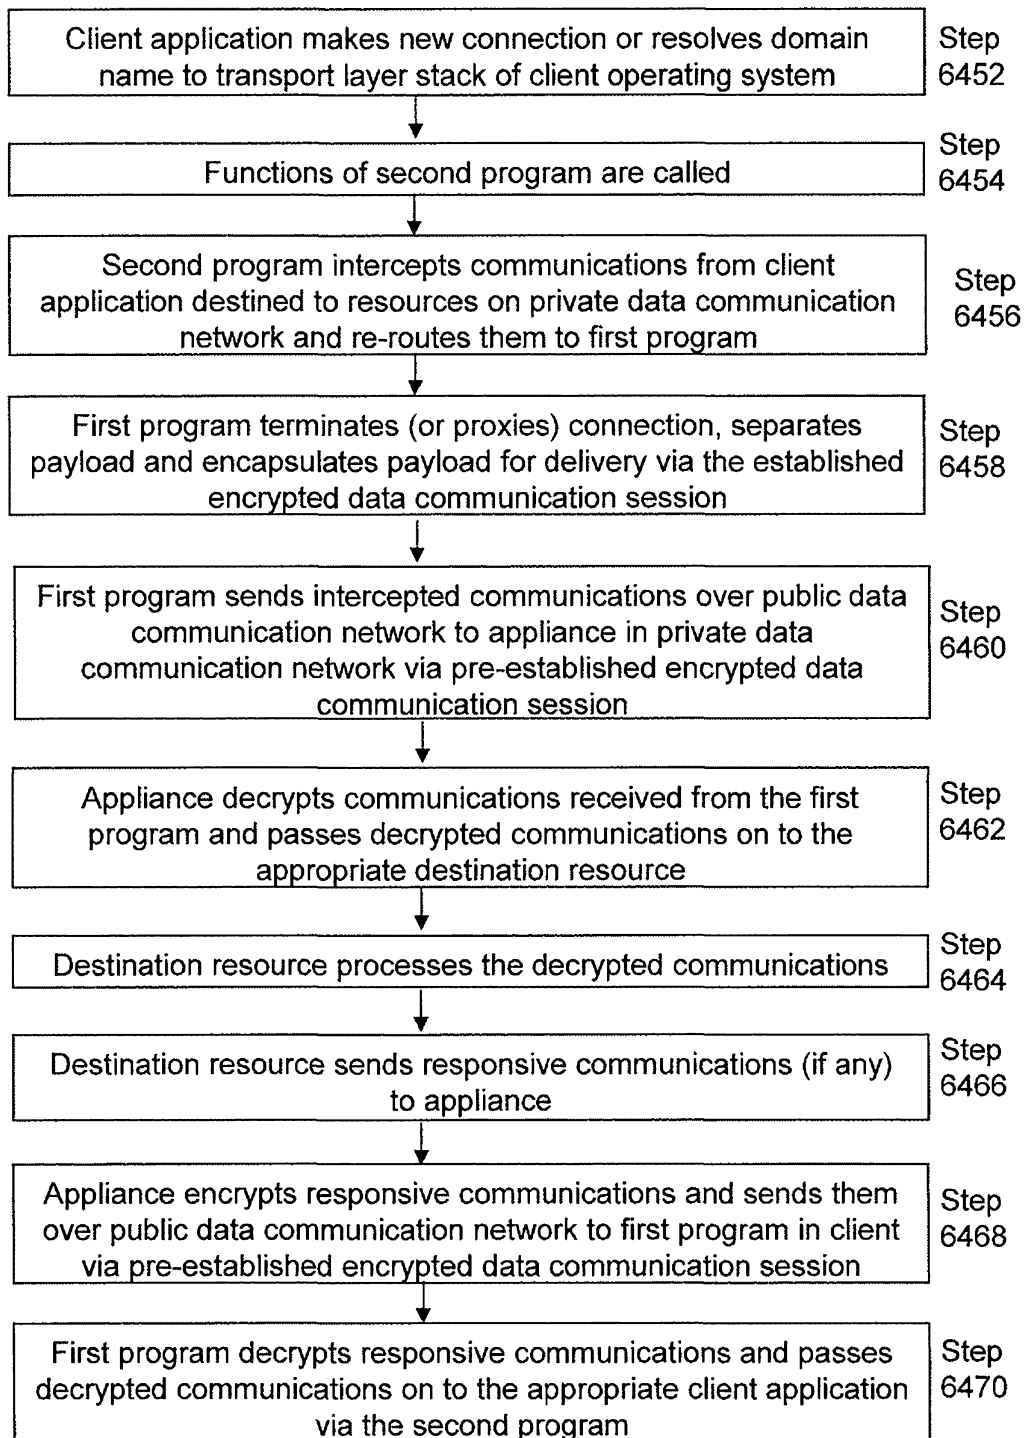 Client application makes new connection or resolves domain
name to transport layer stack of client operating system
Step
6452
Functions of second program are called
Step
6454
Second program intercepts communications from client
application destined to resources on private data communication
network and re-routes them to first program
Step
6456
First program terminates (or proxies) connection, separates
payload and encapsulates payload for delivery via the established
encrypted data communication session
Step
6458
First program sends intercepted communications over public data
communication network to appliance in private data
communication network via pre-established encrypted data
communication session
Step
6460
Appliance decrypts communications received from the first
program and passes decrypted communications on to the
appropriate destination resource
Step
6462
Destination resource processes the decrypted communications
Step
6464
Destination resource sends responsive communications (if any)
to appliance
Step
6466
Appliance encrypts responsive communications and sends them
over public data communication network to first program in client
via pre-established encrypted data communication session
Step
6468
First program decrypts responsive communications and passes
decrypted communications on to the appropriate client application
via the second program
Step
6470